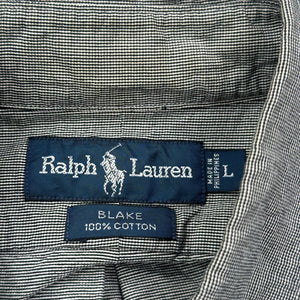 Ralph Lauren
MADE IN
PHILIPPINES
L
BLAKE
100% COTTON